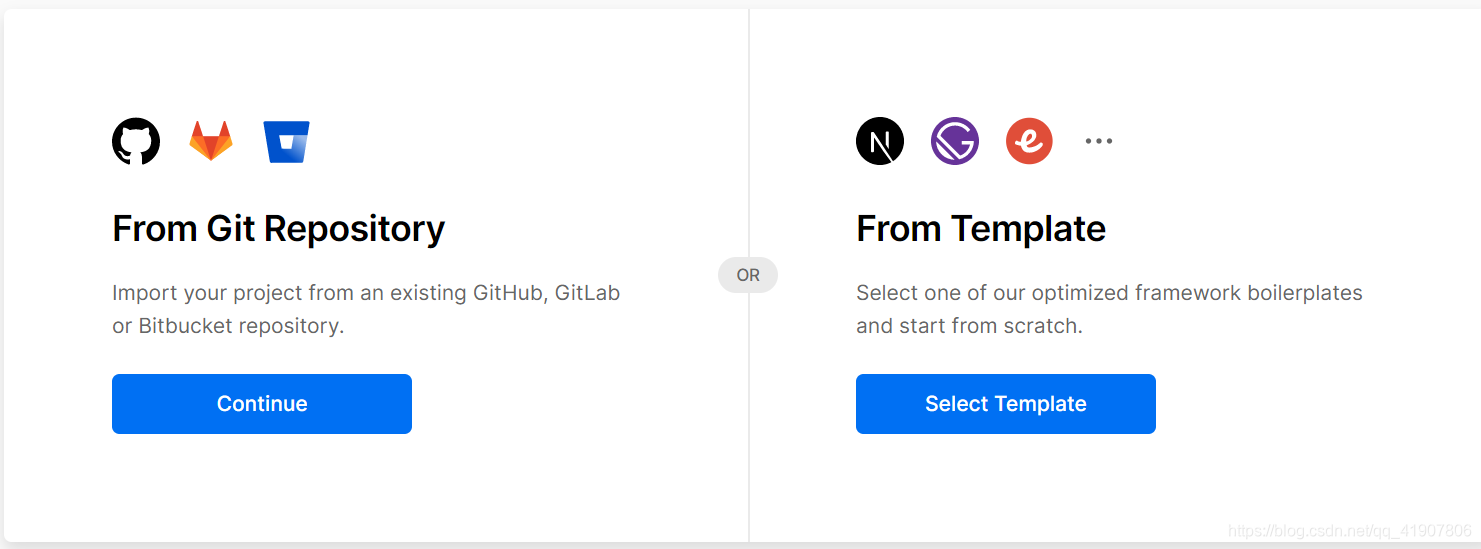 From Git Repository
Import your project from an existing GitHub, GitLab
or Bitbucket repository.
Continue
OR
From Template
Select one of our optimized framework boilerplates
and start from scratch.
Select Template
https://blog.csdn.net/qq_41907806